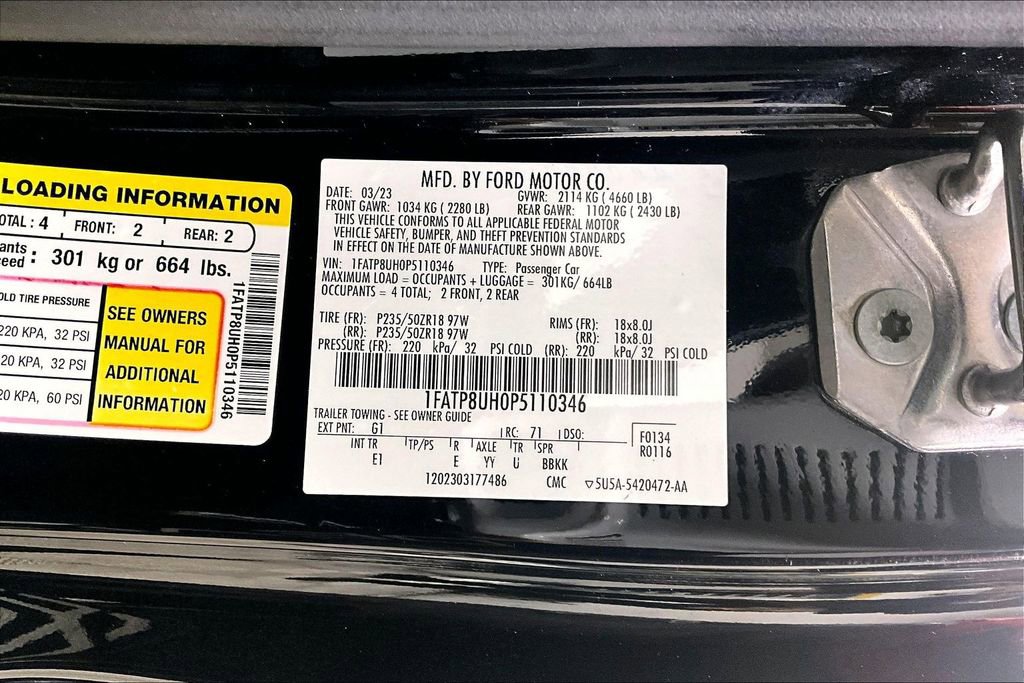 LOADING INFORMATION
TOTAL: 4 FRONT: 2 REAR: 2
301 kg or 664 lbs.
COLD TIRE PRESSURE
220 KPA, 32 PSI
220 KPA, 32 PSI
420 KPA, 60 PSI
SEE OWNERS
MANUAL FOR
ADDITIONAL
INFORMATION
1FATP8UH0P5110346
MFD. BY FORD MOTOR CO.
DATE: 03/23 GVWR: 2114 KG ( 4660 LB)
FRONT GAWR: 1034 KG ( 2280 LB) REAR GAWR: 1102 KG ( 2430 LB)
THIS VEHICLE CONFORMS TO ALL APPLICABLE FEDERAL MOTOR
VEHICLE SAFETY, BUMPER, AND THEFT PREVENTION STANDARDS
IN EFFECT ON THE DATE OF MANUFACTURE SHOWN ABOVE.
VIN: 1FATP8UH0P5110346 TYPE: Passenger Car
MAXIMUM LOAD = OCCUPANTS + LUGGAGE = 301KG/ 664LB
OCCUPANTS = 4 TOTAL; 2 FRONT, 2 REAR
TIRE (FR): P235/50ZR18 97W RIMS (FR): 18x8.0J
(RR): P235/50ZR18 97W (RR): 18x8.0J
PRESSURE (FR): 220 kPa/ 32 PSI COLD (RR): 220 kPa/ 32 PSI COLD
1FATP8UH0P5110346
TRAILER TOWING - SEE OWNER GUIDE
EXT PNT: G1 RC: 71 DSO: F0134
INT TR TP/PS R AXLE TR SPR R0116
E1 E YY U BBKK
1202303177486 CMC ▽5U5A-5420472-AA